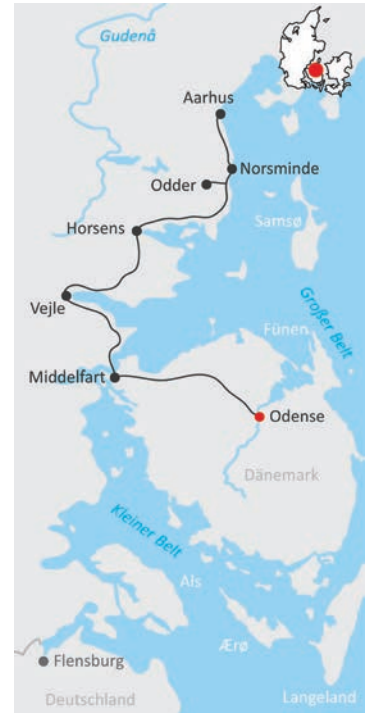 Gudenå
Aarhus
Norsminde
Odder
Horsens
Samsø
Vejle
Großer Belt
Fünen
Middelfart
Odense
Dänemark
Kleiner Belt
Als
Ærø
Flensburg
Deutschland
Langeland